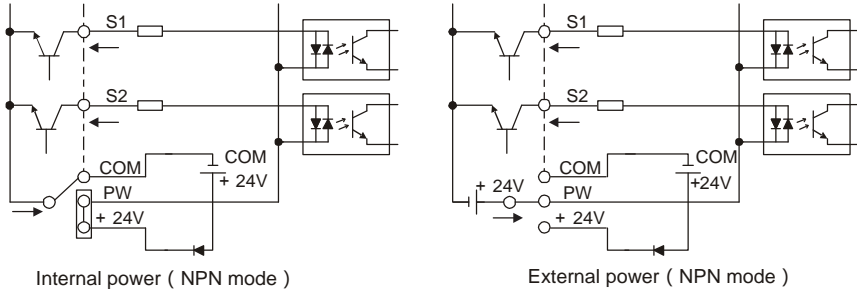 S1
S2
COM
COM
+ 24V
PW
+ 24V
Internal power ( NPN mode )
S1
S2
COM
COM
+ 24V
+24V
PW
+ 24V
External power ( NPN mode )